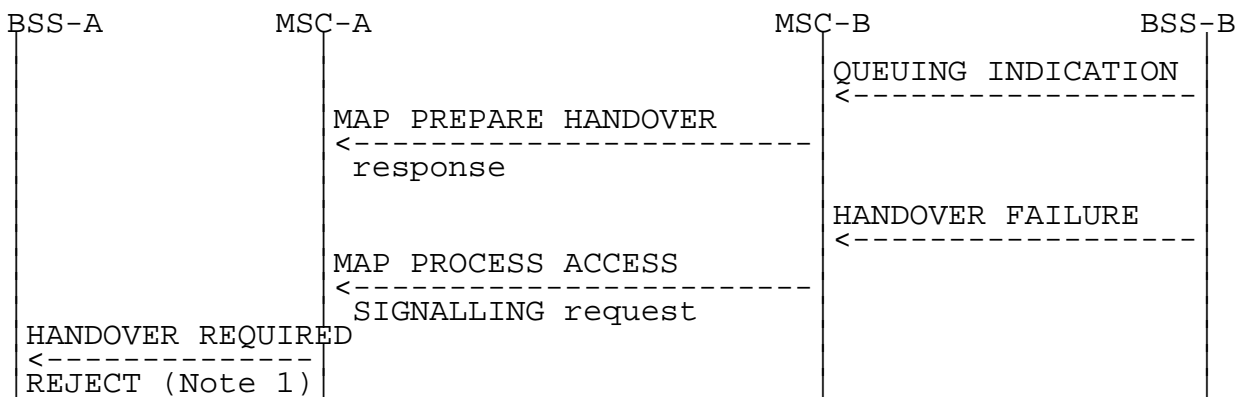 BSS-A MSC-A MSC-B BSS-B
QUEUING INDICATION
MAP PREPARE HANDOVER
response
HANDOVER FAILURE
MAP PROCESS ACCESS
SIGNALLING request
HANDOVER REQUIRED
REJECT (Note 1)